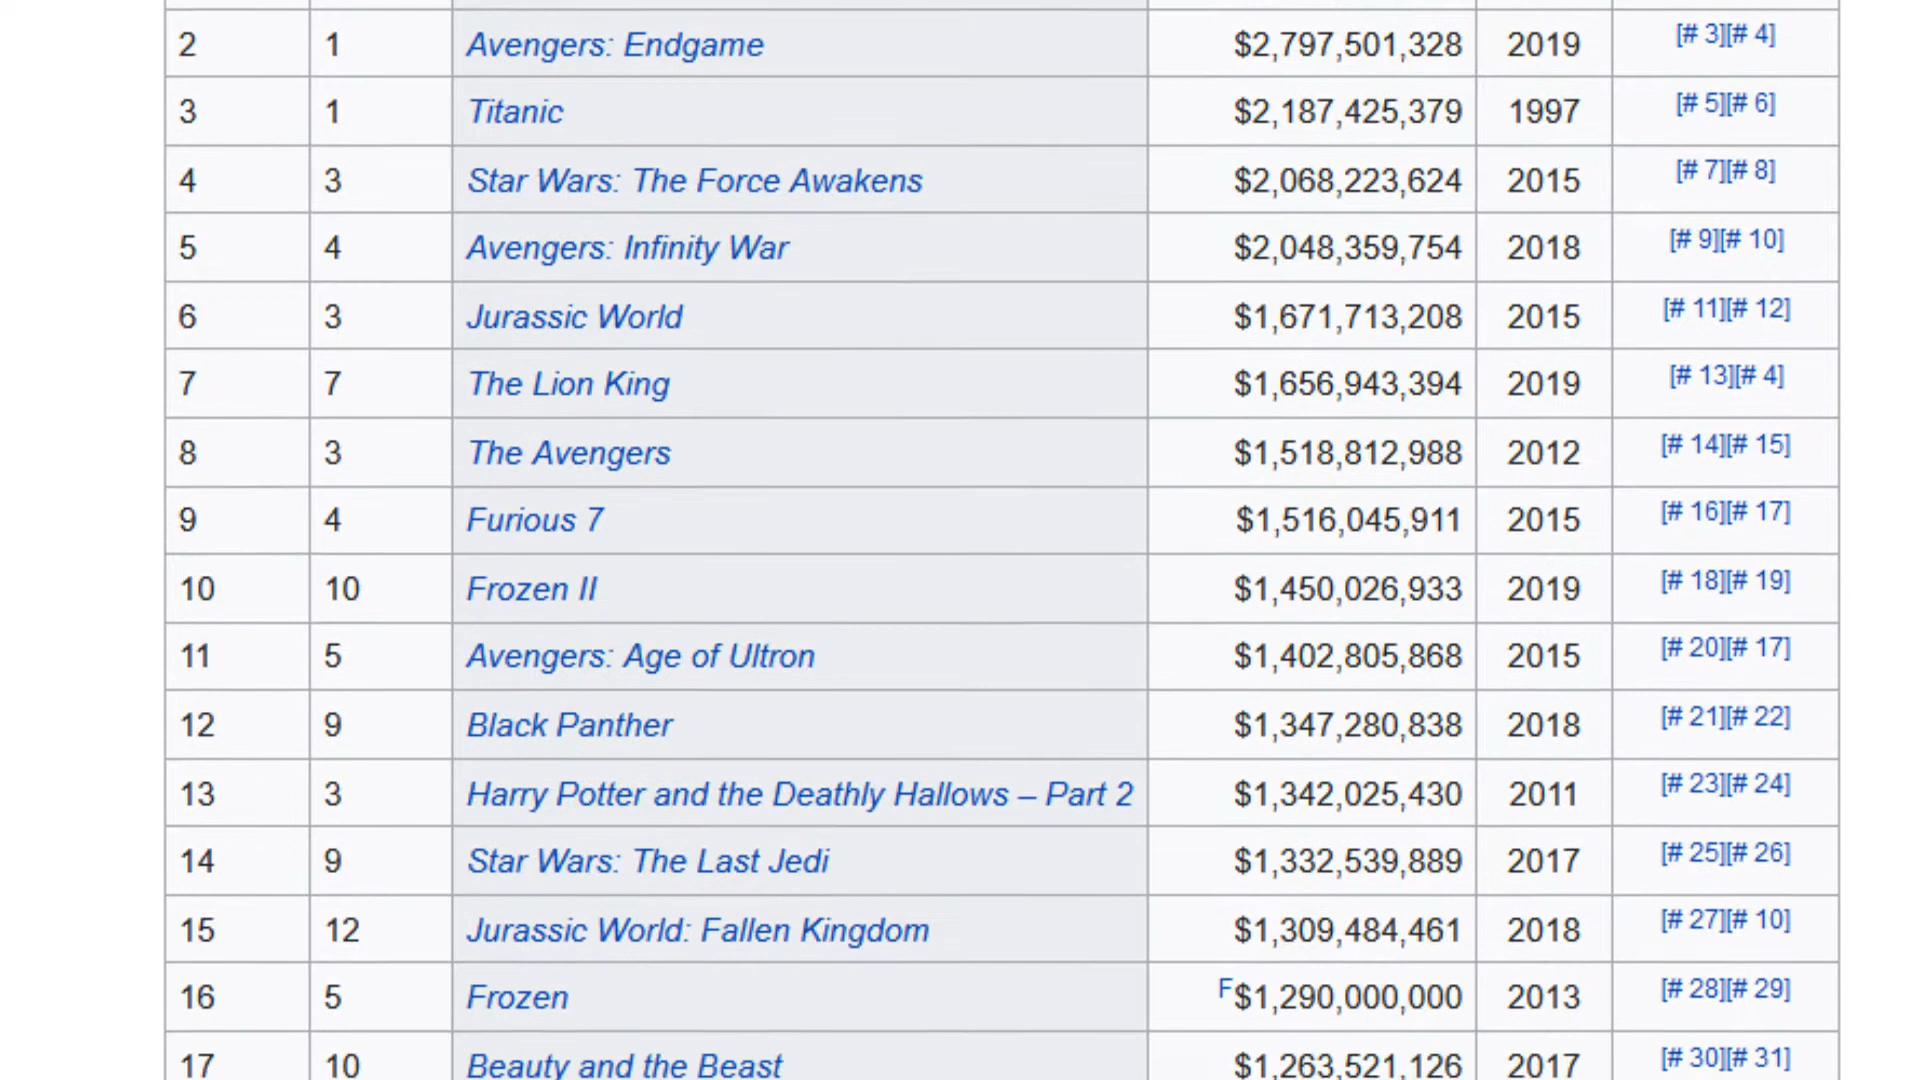 2 1 Avengers: Endgame $2,797,501,328 2019 [# 3][# 4]
3 1 Titanic $2,187,425,379 1997 [# 5][# 6]
4 3 Star Wars: The Force Awakens $2,068,223,624 2015 [# 7][# 8]
5 4 Avengers: Infinity War $2,048,359,754 2018 [# 9][# 10]
6 3 Jurassic World $1,671,713,208 2015 [# 11][# 12]
7 7 The Lion King $1,656,943,394 2019 [# 13][# 4]
8 3 The Avengers $1,518,812,988 2012 [# 14][# 15]
9 4 Furious 7 $1,516,045,911 2015 [# 16][# 17]
10 10 Frozen II $1,450,026,933 2019 [# 18][# 19]
11 5 Avengers: Age of Ultron $1,402,805,868 2015 [# 20][# 17]
12 9 Black Panther $1,347,280,838 2018 [# 21][# 22]
13 3 Harry Potter and the Deathly Hallows – Part 2 $1,342,025,430 2011 [# 23][# 24]
14 9 Star Wars: The Last Jedi $1,332,539,889 2017 [# 25][# 26]
15 12 Jurassic World: Fallen Kingdom $1,309,484,461 2018 [# 27][# 10]
16 5 Frozen F$1,290,000,000 2013 [# 28][# 29]
17 10 Beauty and the Beast $1,263,521,126 2017 [# 30][# 31]